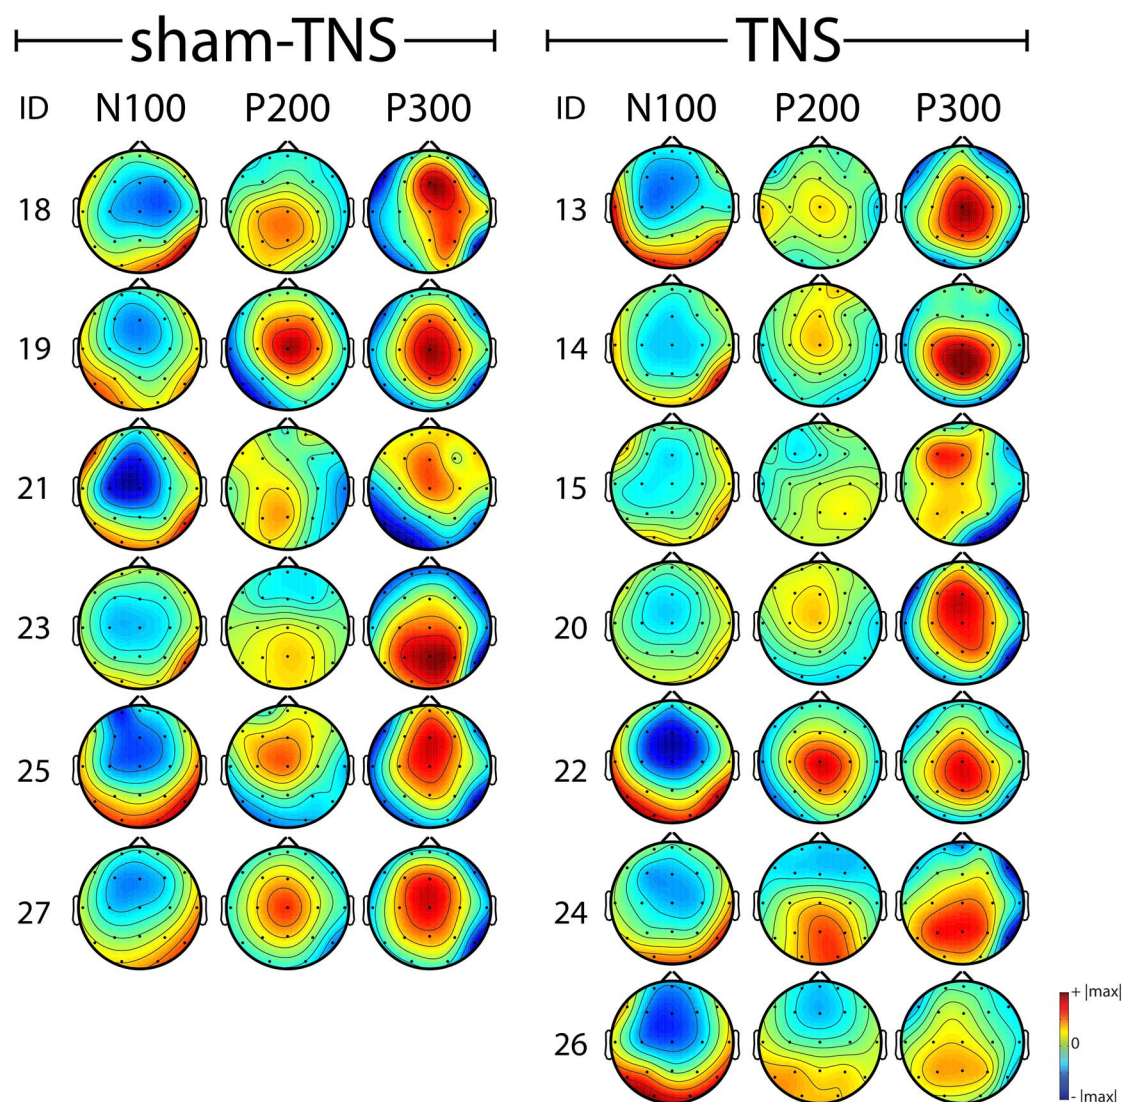 sham-TNS TNS
ID N100 P200 P300 ID N100 P200 P300
18 13
19 14
21 15
23 20
25 22
27 24
26
+ |max|
0
- |max|